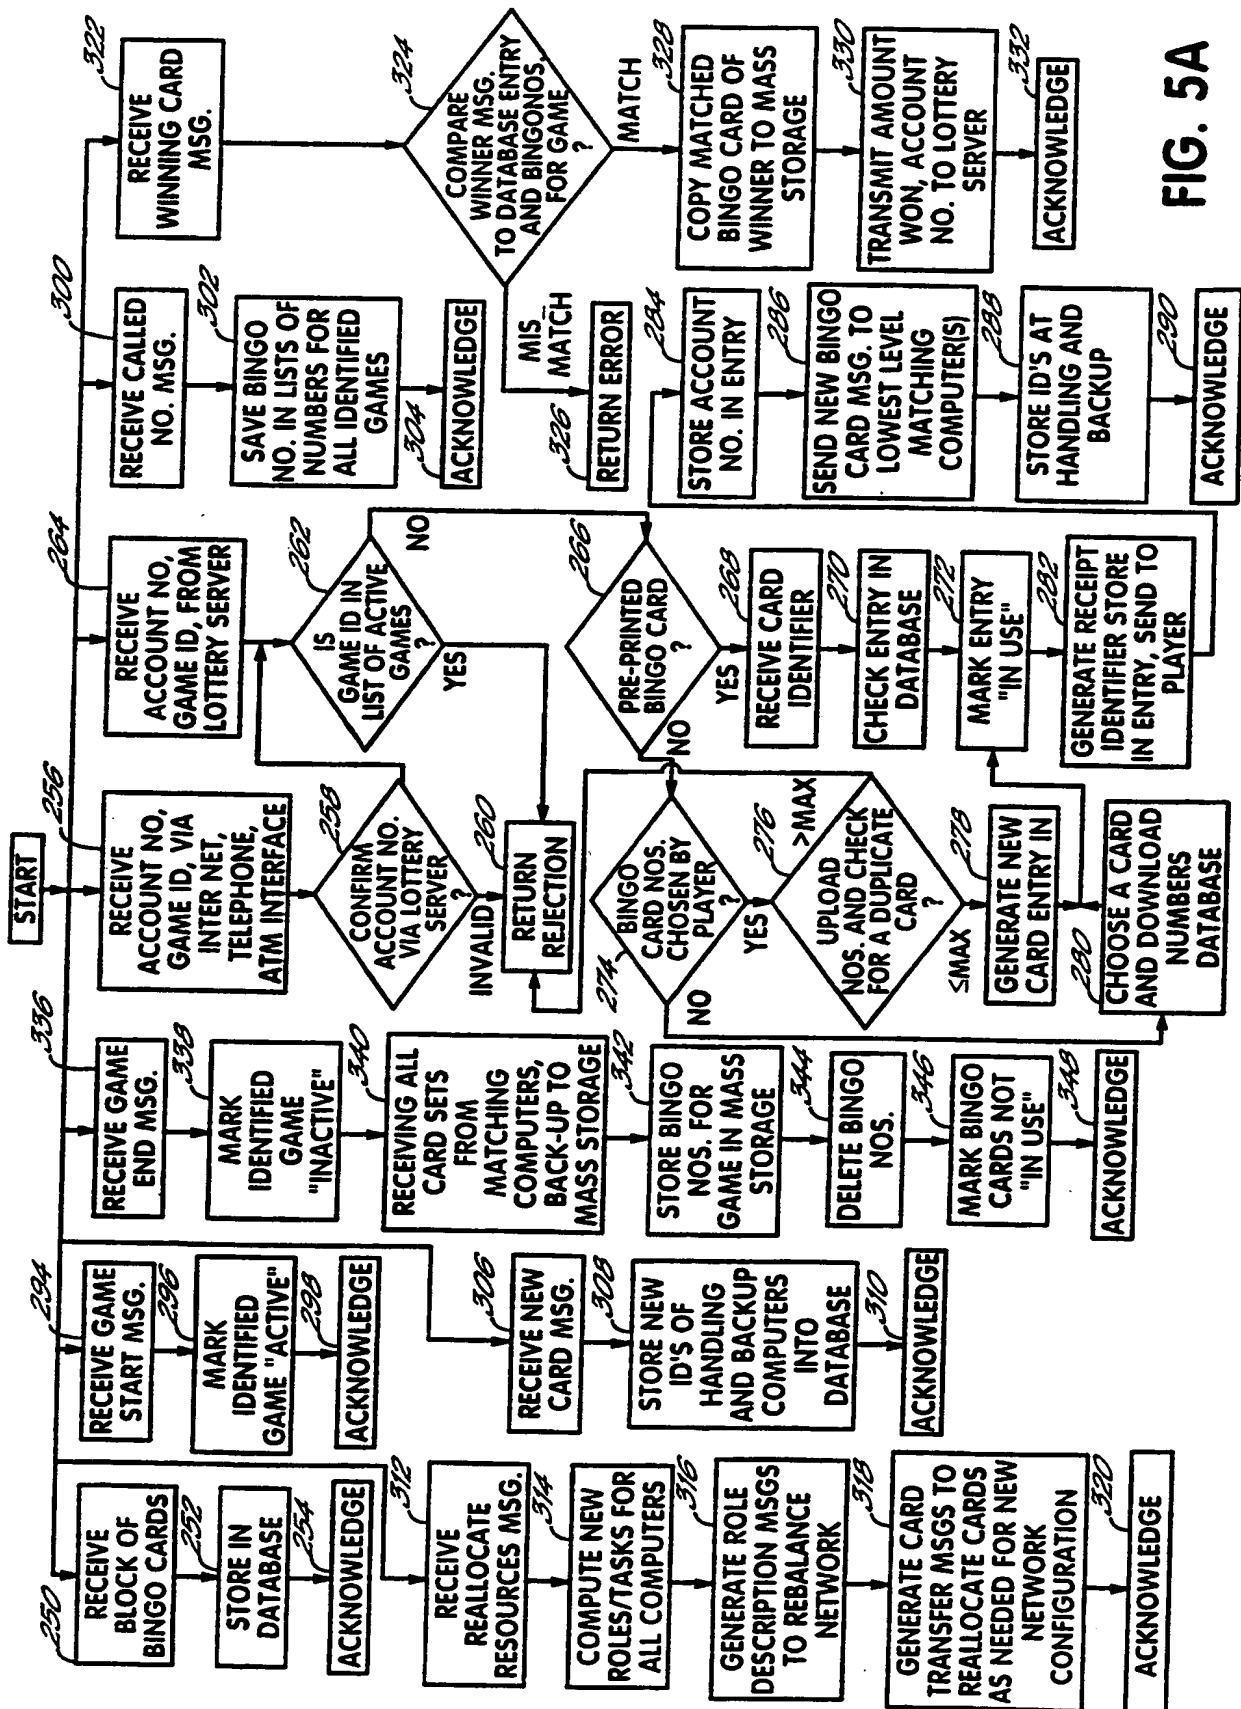 START
250
RECEIVE
BLOCK OF
BINGO CARDS
252
STORE IN
DATABASE
254
ACKNOWLEDGE
294
RECEIVE GAME
START MSG.
296
MARK
IDENTIFIED
GAME "ACTIVE"
298
ACKNOWLEDGE
336
RECEIVE GAME
END MSG.
338
MARK
IDENTIFIED
GAME
"INACTIVE"
340
RECEIVING ALL
CARD SETS
FROM
MATCHING
COMPUTERS,
BACK-UP TO
MASS STORAGE
342
STORE BINGO
NOS. FOR
GAME IN MASS
STORAGE
344
DELETE BINGO
NOS.
346
MARK BINGO
CARDS NOT
"IN USE"
348
ACKNOWLEDGE
256
RECEIVE
ACCOUNT NO,
GAME ID, VIA
INTER NET,
TELEPHONE,
ATM INTERFACE
258
CONFIRM
ACCOUNT NO.
VIA LOTTERY
SERVER
?
INVALID
260
RETURN
REJECTION
264
RECEIVE
ACCOUNT NO,
GAME ID, FROM
LOTTERY SERVER
262
IS
GAME ID IN
LIST OF ACTIVE
GAMES
?
YES
NO
266
PRE-PRINTED
BINGO CARD
?
YES
NO
268
RECEIVE CARD
IDENTIFIER
270
CHECK ENTRY IN
DATABASE
272
MARK ENTRY
"IN USE"
282
GENERATE RECEIPT
IDENTIFIER STORE
IN ENTRY, SEND TO
PLAYER
274
BINGO
CARD NOS.
CHOSEN BY
PLAYER
?
YES
NO
276
UPLOAD
NOS. AND CHECK
FOR A DUPLICATE
CARD
?
>MAX
≤MAX
278
GENERATE NEW
CARD ENTRY IN
280
CHOOSE A CARD
AND DOWNLOAD
NUMBERS
DATABASE
300
RECEIVE CALLED
NO. MSG.
302
SAVE BINGO
NO. IN LISTS OF
NUMBERS FOR
ALL IDENTIFIED
GAMES
304
ACKNOWLEDGE
322
RECEIVE
WINNING CARD
MSG.
324
COMPARE
WINNER MSG.
TO DATABASE ENTRY
AND BINGONOS.
FOR GAME
?
MIS
MATCH
MATCH
326
RETURN ERROR
328
COPY MATCHED
BINGO CARD OF
WINNER TO MASS
STORAGE
330
TRANSMIT AMOUNT
WON, ACCOUNT
NO. TO LOTTERY
SERVER
332
ACKNOWLEDGE
284
STORE ACCOUNT
NO. IN ENTRY
286
SEND NEW BINGO
CARD MSG. TO
LOWEST LEVEL
MATCHING
COMPUTER(S)
288
STORE ID'S AT
HANDLING AND
BACKUP
290
ACKNOWLEDGE
306
RECEIVE NEW
CARD MSG.
308
STORE NEW
ID'S OF
HANDLING
AND BACKUP
COMPUTERS
INTO
DATABASE
310
ACKNOWLEDGE
312
RECEIVE
REALLOCATE
RESOURCES MSG.
314
COMPUTE NEW
ROLES/TASKS FOR
ALL COMPUTERS
316
GENERATE ROLE
DESCRIPTION MSGS
TO REBALANCE
NETWORK
318
GENERATE CARD
TRANSFER MSGS TO
REALLOCATE CARDS
AS NEEDED FOR NEW
NETWORK
CONFIGURATION
320
ACKNOWLEDGE
FIG. 5A